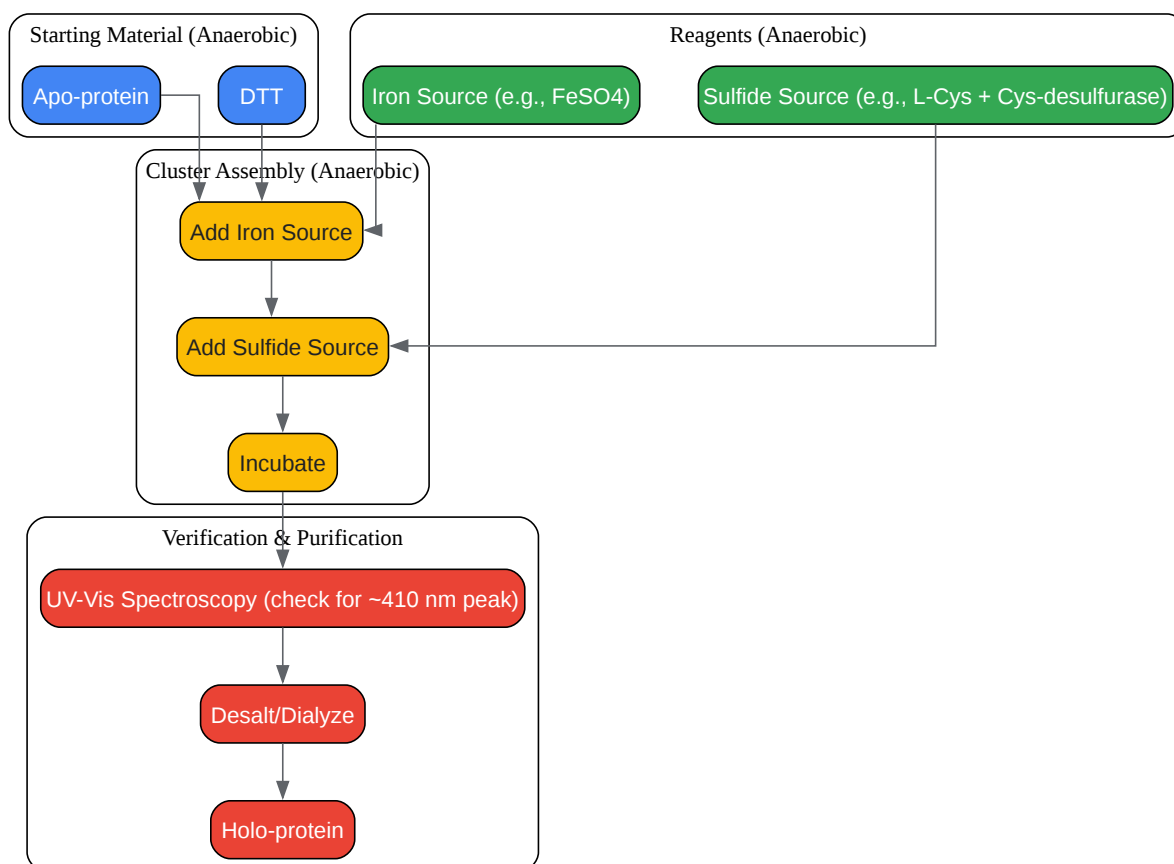 Starting Material (Anaerobic)
Reagents (Anaerobic)
Apo-protein
DTT
Iron Source (e.g., FeSO4)
Sulfide Source (e.g., L-Cys + Cys-desulfurase)
Cluster Assembly (Anaerobic)
Add Iron Source
Add Sulfide Source
Incubate
Verification & Purification
UV-Vis Spectroscopy (check for ~410 nm peak)
Desalt/Dialyze
Holo-protein